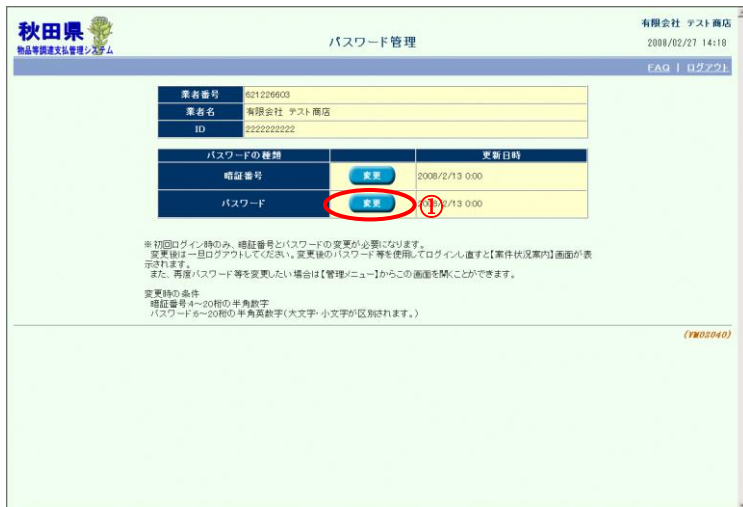 秋田県
物品等調達支払管理システム
パスワード管理
有限会社 テスト商店
2008/02/27 14:18
FAQ | ログアウト
業者番号 621226603
業者名 有限会社 テスト商店
ID 2222222222
パスワードの種類 更新日時
暗証番号 変更 2008/2/13 0:00
パスワード 変更 ① 2008/2/13 0:00
※初回ログイン時のみ、暗証番号とパスワードの変更が必要になります。
変更後は一旦ログアウトしてください。変更後のパスワード等を使用してログインし直すと【案件状況案内】画面が表
示されます。
また、再度パスワード等を変更したい場合は【管理メニュー】からこの画面を開くことができます。
変更時の条件
暗証番号:4～20桁の半角数字
パスワード:6～20桁の半角英数字(大文字・小文字が区別されます。)
(VM02040)